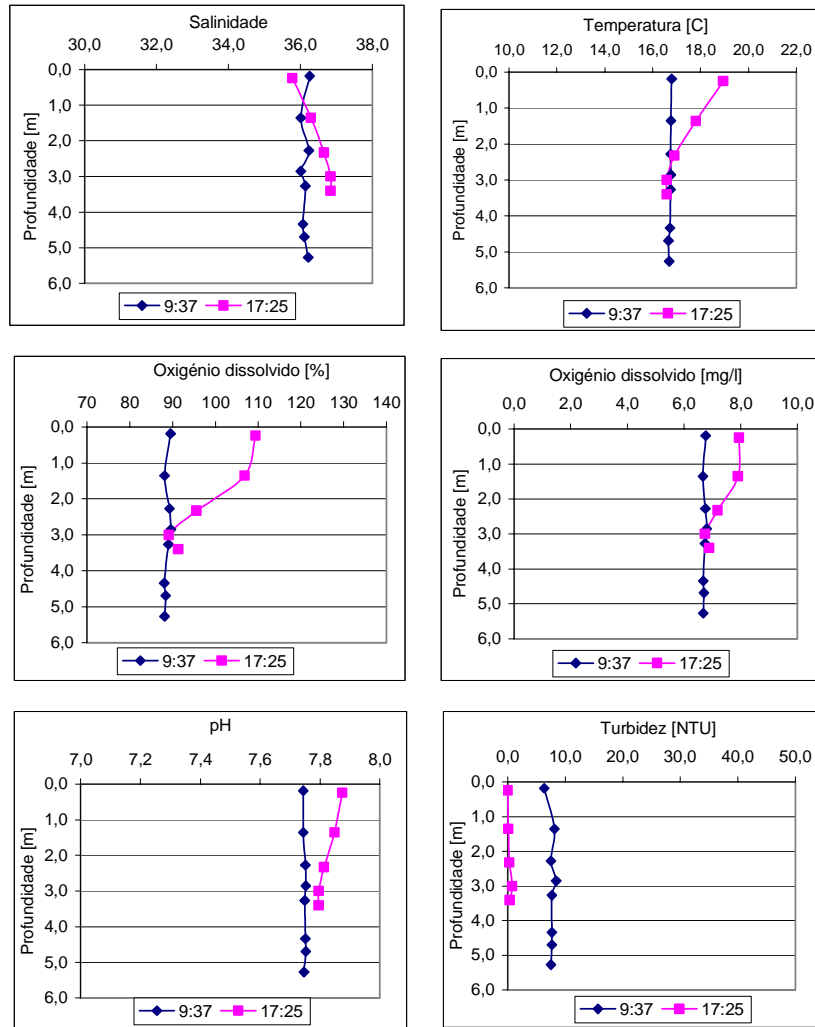 Salinidade
30,0 32,0 34,0 36,0 38,0
0,0
1,0
2,0
3,0
4,0
5,0
6,0
Profundidade [m]
9:37 17:25
Temperatura [C]
10,0 12,0 14,0 16,0 18,0 20,0 22,0
0,0
1,0
2,0
3,0
4,0
5,0
6,0
Profundidade [m]
9:37 17:25
Oxigénio dissolvido [%]
70 80 90 100 110 120 130 140
0,0
1,0
2,0
3,0
4,0
5,0
6,0
Profundidade [m]
9:37 17:25
Oxigénio dissolvido [mg/l]
0,0 2,0 4,0 6,0 8,0 10,0
0,0
1,0
2,0
3,0
4,0
5,0
6,0
Profundidade [m]
9:37 17:25
pH
7,0 7,2 7,4 7,6 7,8 8,0
0,0
1,0
2,0
3,0
4,0
5,0
6,0
Profundidade [m]
9:37 17:25
Turbidez [NTU]
0,0 10,0 20,0 30,0 40,0 50,0
0,0
1,0
2,0
3,0
4,0
5,0
6,0
Profundidade [m]
9:37 17:25